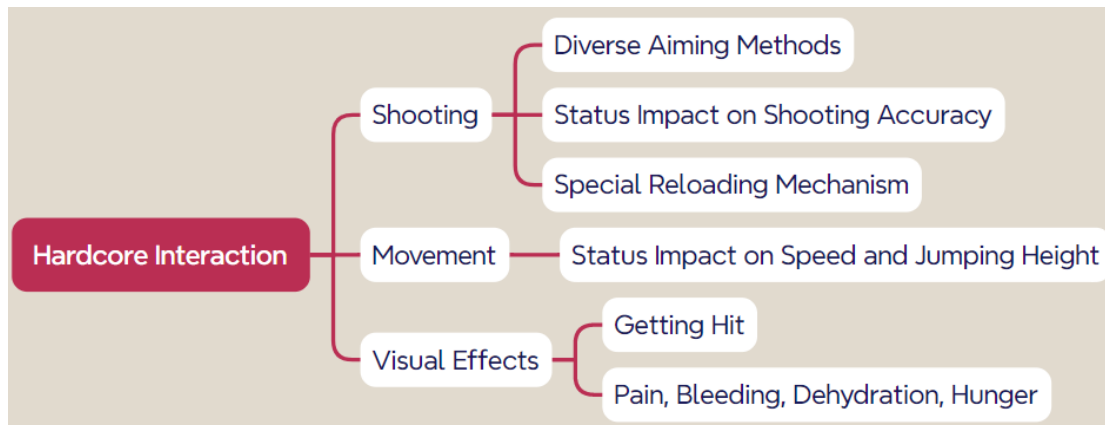 Hardcore Interaction
Shooting
Diverse Aiming Methods
Status Impact on Shooting Accuracy
Special Reloading Mechanism
Movement
Status Impact on Speed and Jumping Height
Visual Effects
Getting Hit
Pain, Bleeding, Dehydration, Hunger